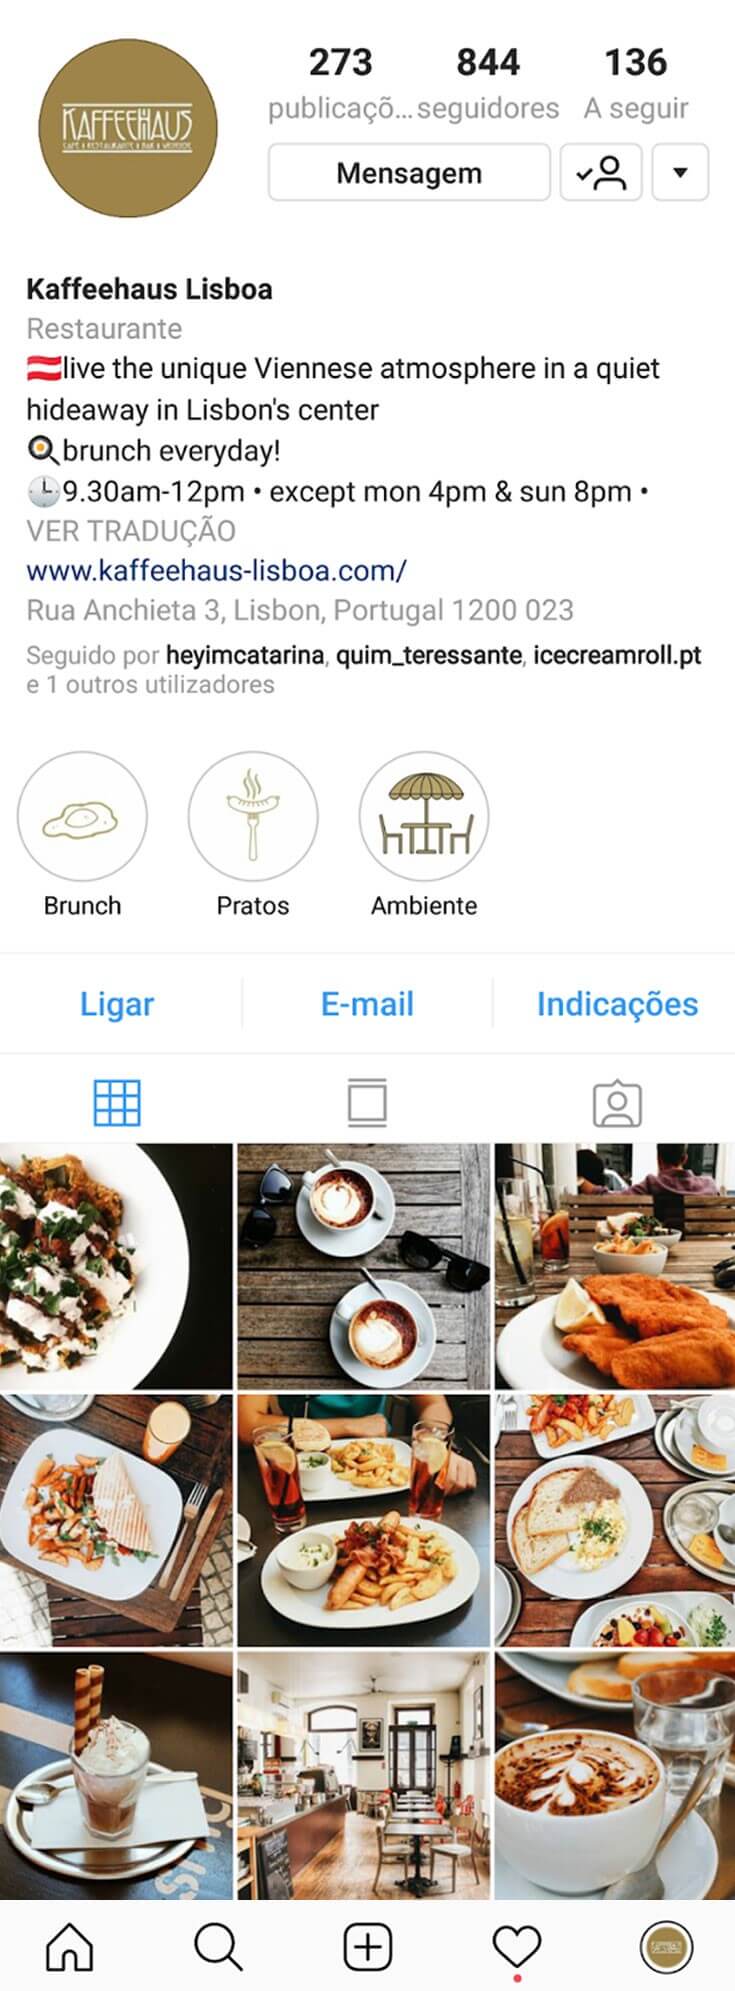 KAFFEEHAUS
CAFÉ RESTAURANTE BAR
273 844 136
publicaçõ... seguidores A seguir
Mensagem
Kaffeehaus Lisboa
Restaurante
🇦🇹live the unique Viennese atmosphere in a quiet
hideaway in Lisbon's center
🍳brunch everyday!
🕒9.30am-12pm • except mon 4pm & sun 8pm •
VER TRADUÇÃO
www.kaffeehaus-lisboa.com/
Rua Anchieta 3, Lisbon, Portugal 1200 023
Seguido por heyimcatarina, quim_teressante, icecreamroll.pt
e 1 outros utilizadores
Brunch Pratos Ambiente
Ligar E-mail Indicações